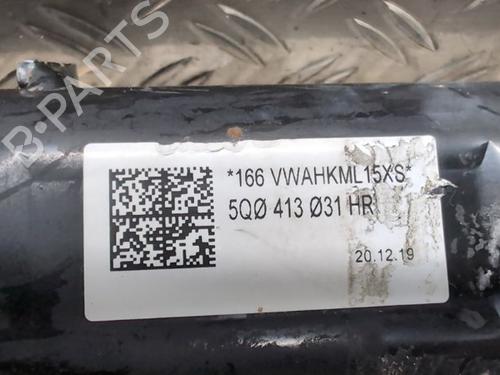 B-PARTS
*166 VWAHKML15XS*
5QØ 413 Ø31 HR
20.12.19